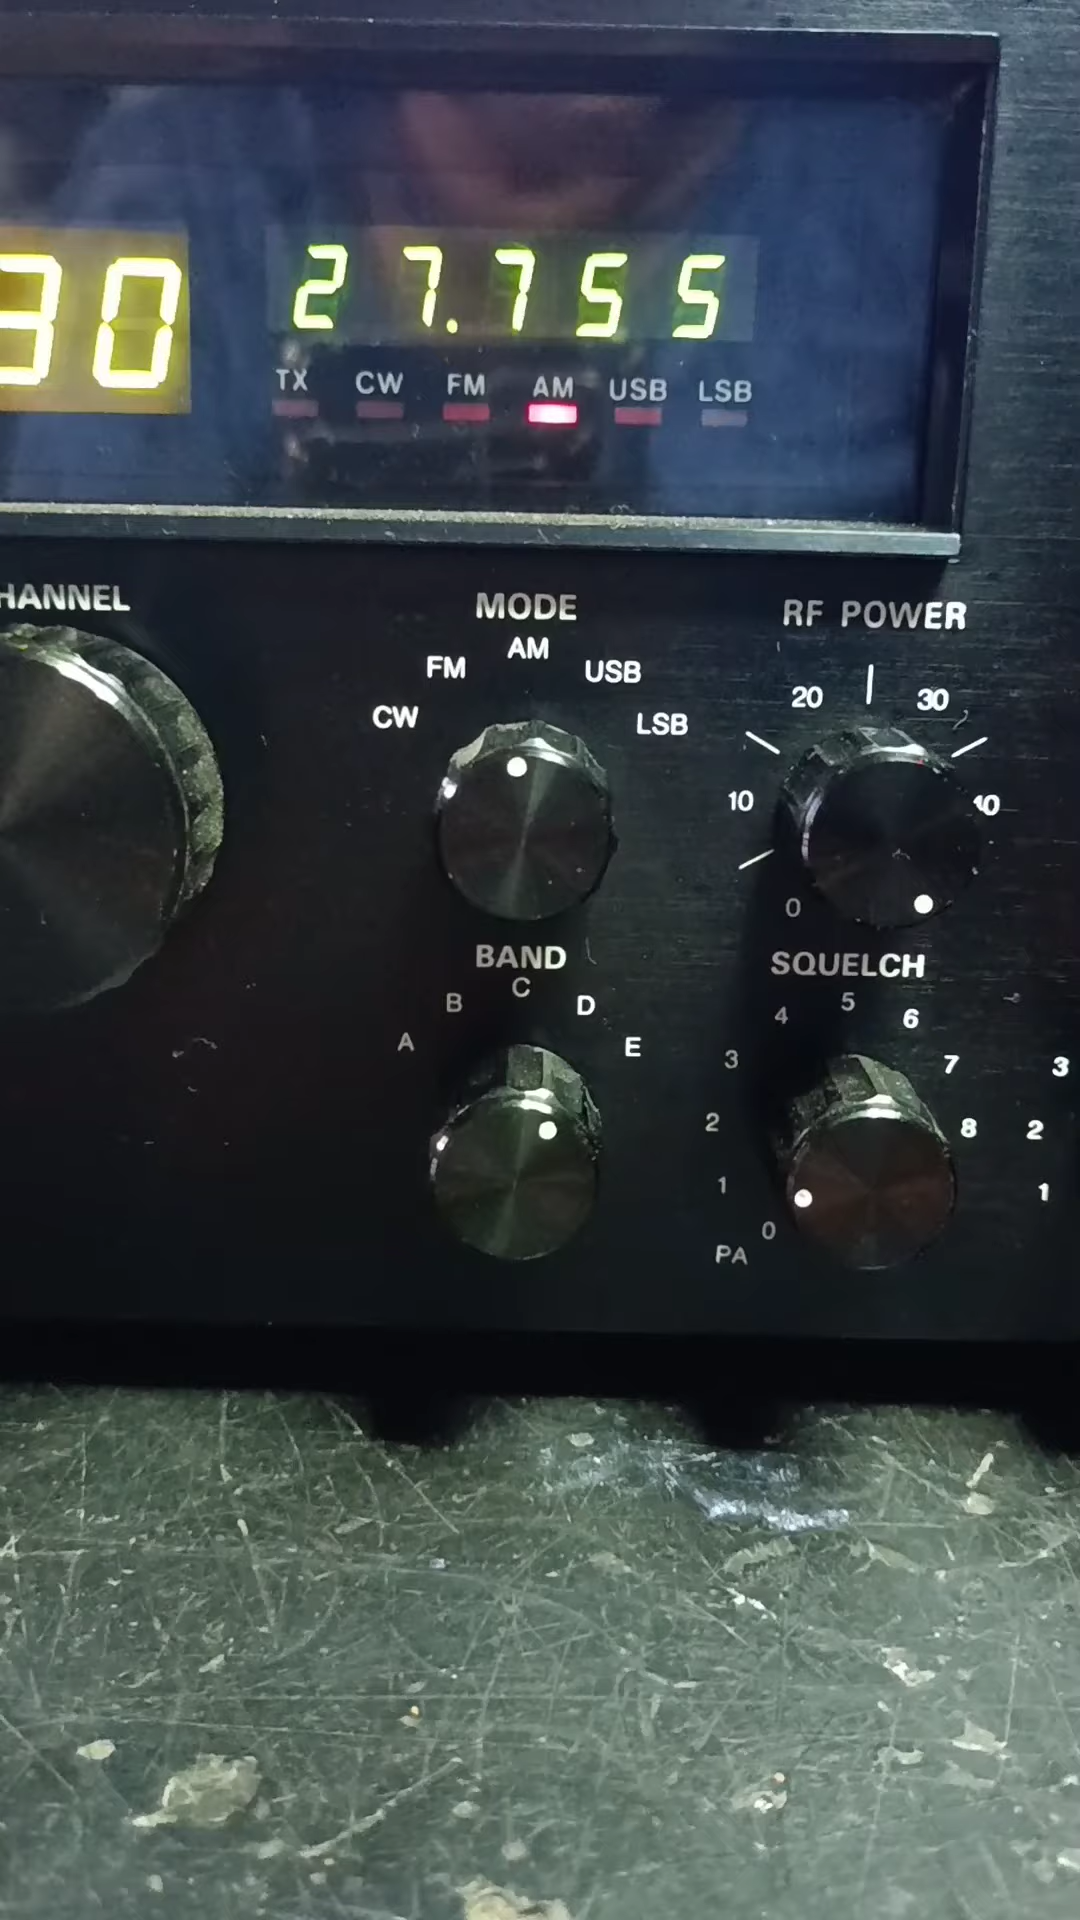 30 27.755
TX CW FM AM USB LSB
HANNEL
MODE
CW FM AM USB LSB
RF POWER
0 10 20 30 40
BAND
A B C D E
SQUELCH
PA 0 1 2 3 4 5 6 7 8
3
2
1